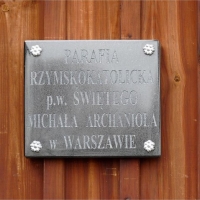 PARAFIA
RZYMSKOKATOLICKA
p.w. ŚWIĘTEGO
MICHAŁA ARCHANIOŁA
w WARSZAWIE